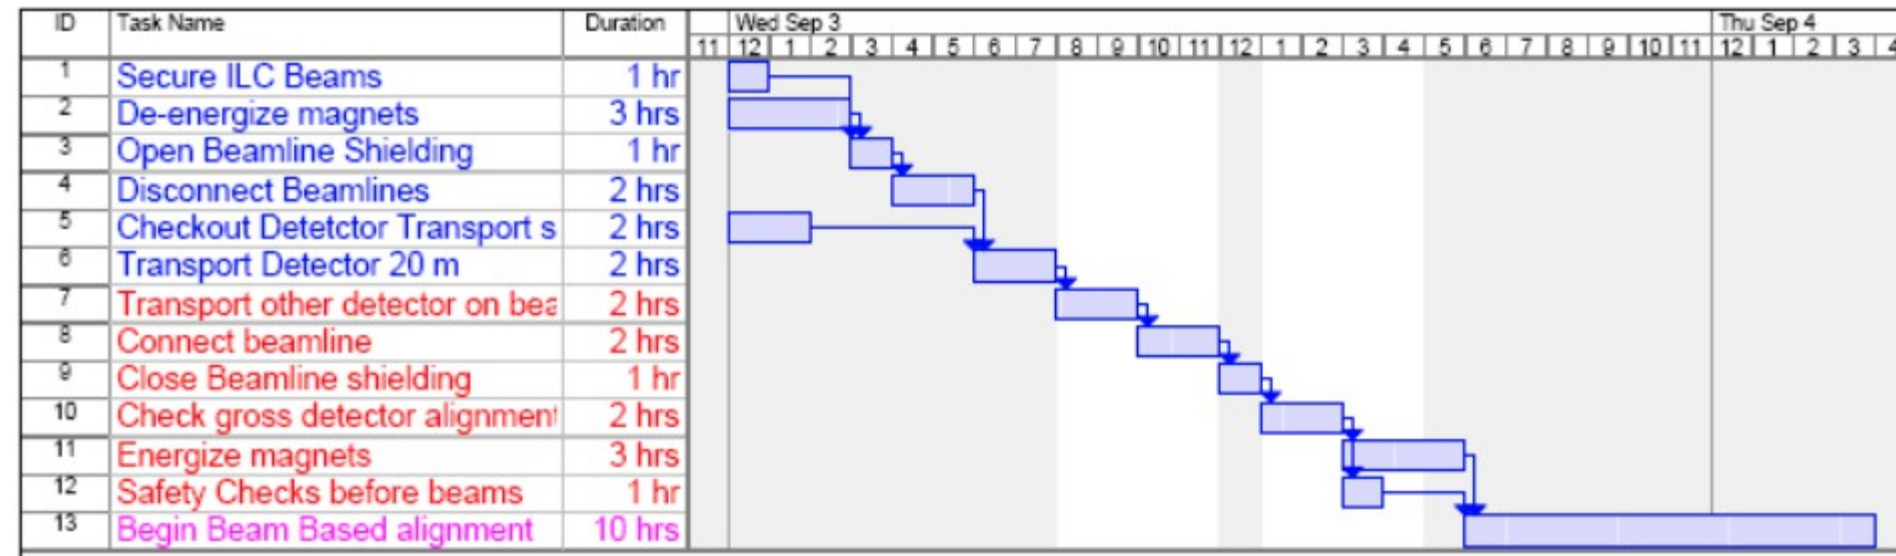 ID Task Name Duration Wed Sep 3 Thu Sep 4
11 12 1 2 3 4 5 6 7 8 9 10 11 12 1 2 3 4 5 6 7 8 9 10 11 12 1 2 3 4
1 Secure ILC Beams 1 hr
2 De-energize magnets 3 hrs
3 Open Beamline Shielding 1 hr
4 Disconnect Beamlines 2 hrs
5 Checkout Detetctor Transport s 2 hrs
6 Transport Detector 20 m 2 hrs
7 Transport other detector on bea 2 hrs
8 Connect beamline 2 hrs
9 Close Beamline shielding 1 hr
10 Check gross detector alignment 2 hrs
11 Energize magnets 3 hrs
12 Safety Checks before beams 1 hr
13 Begin Beam Based alignment 10 hrs